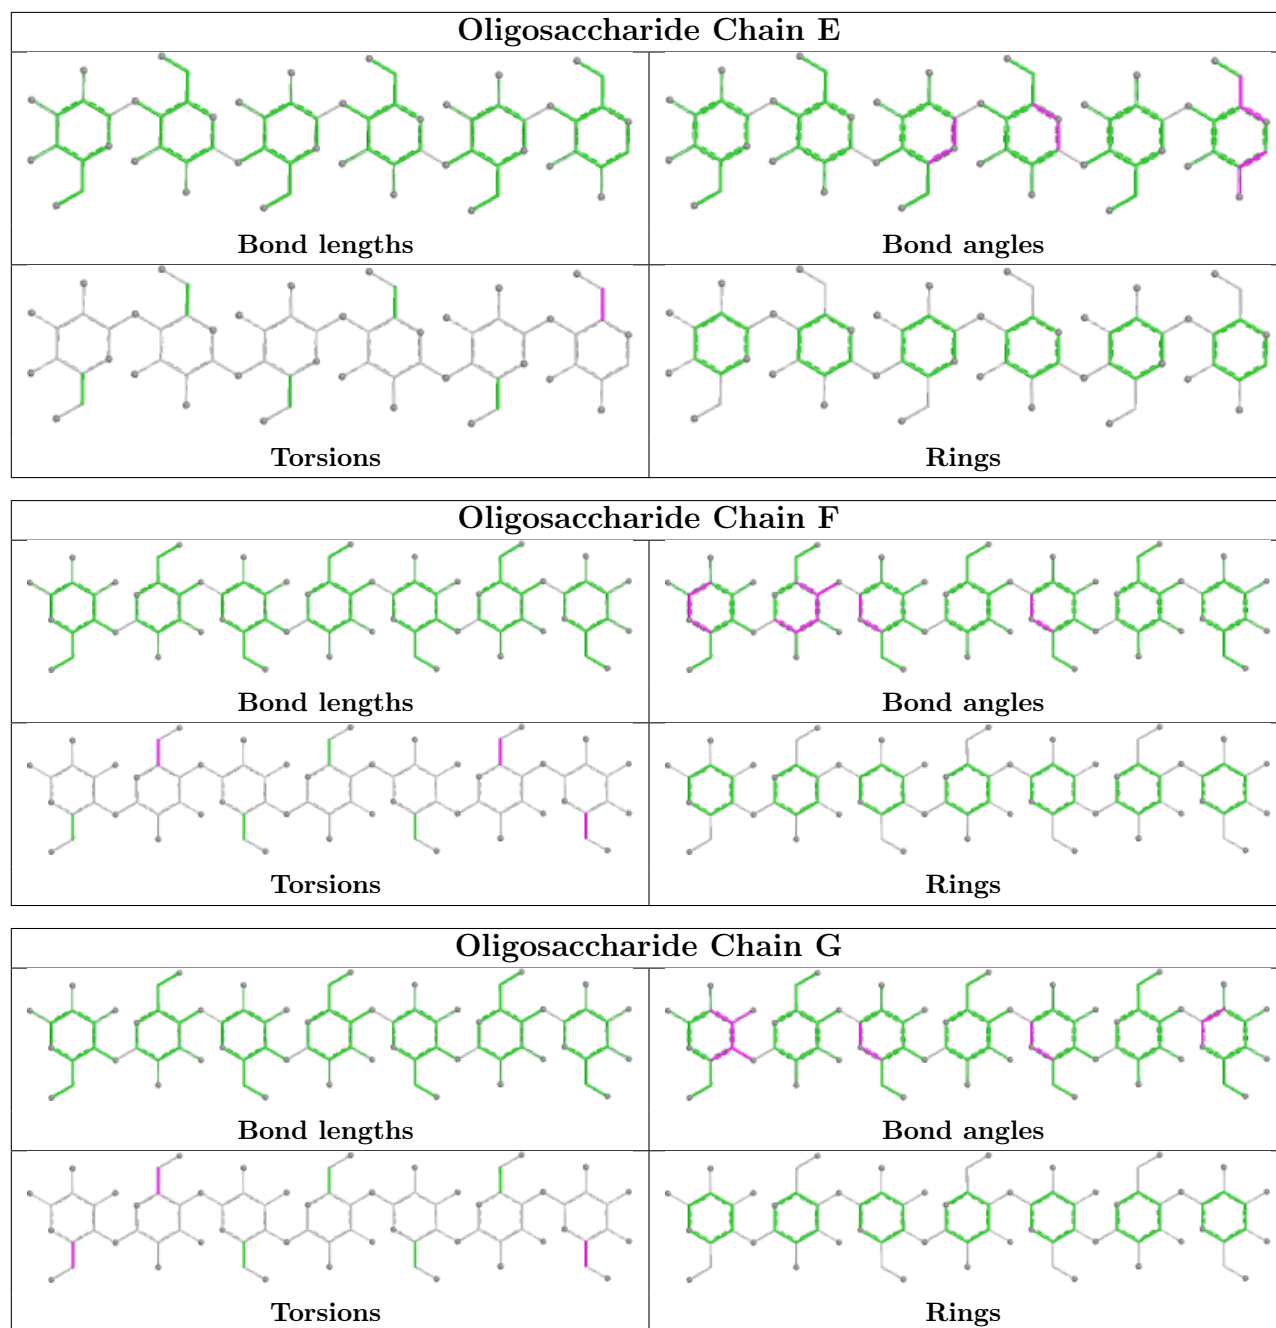 Oligosaccharide Chain E
Bond lengths
Bond angles
Torsions
Rings
Oligosaccharide Chain F
Bond lengths
Bond angles
Torsions
Rings
Oligosaccharide Chain G
Bond lengths
Bond angles
Torsions
Rings